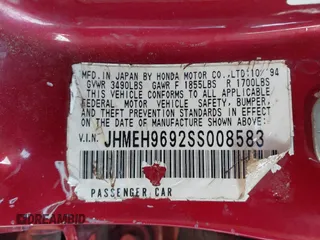 MFD. IN JAPAN BY HONDA MOTOR CO.,LTD.10/'94
GVWR 3490LBS GAWR F 1855LBS R 1700LBS
THIS VEHICLE CONFORMS TO ALL APPLICABLE
FEDERAL MOTOR VEHICLE SAFETY, BUMPER,
AND THEFT PREVENTION STANDARDS IN EFFECT
ON THE DATE OF MANUFACTURE SHOWN ABOVE.
V.I.N. JHMEH9692SS008583
PASSENGER CAR
DREAMBID